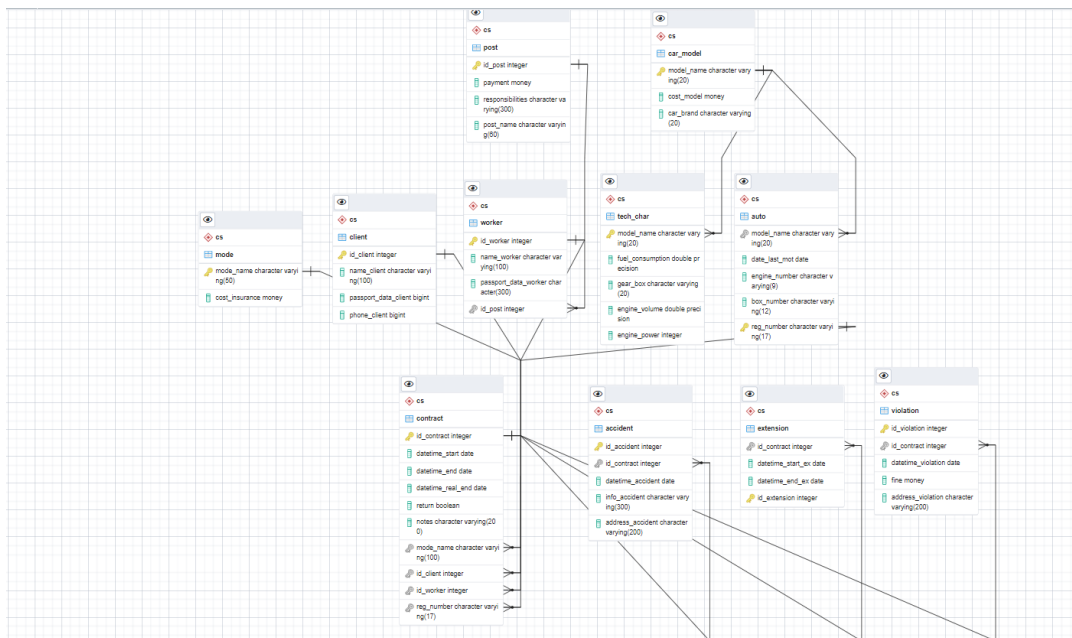 cs
post
id_post integer
payment money
responsibilities character va
rying(300)
post_name character varyin
g(60)
cs
car_model
model_name character vary
ing(20)
cost_model money
car_brand character varying
(20)
cs
mode
mode_name character varyi
ng(50)
cost_insurance money
cs
client
id_client integer
name_client character varyi
ng(100)
passport_data_client bigint
phone_client bigint
cs
worker
id_worker integer
name_worker character var
ying(100)
passport_data_worker char
acter(300)
id_post integer
cs
tech_char
model_name character vary
ing(20)
fuel_consumption double pr
ecision
gear_box character varying
(20)
engine_volume double preci
sion
engine_power integer
cs
auto
model_name character vary
ing(20)
date_last_mot date
engine_number character v
arying(9)
box_number character varyi
ng(12)
reg_number character varyi
ng(17)
cs
contract
id_contract integer
datetime_start date
datetime_end date
datetime_real_end date
return boolean
notes character varying(20
0)
mode_name character varyi
ng(100)
id_client integer
id_worker integer
reg_number character varyi
ng(17)
cs
accident
id_accident integer
id_contract integer
datetime_accident date
info_accident character vary
ing(300)
address_accident character
varying(200)
cs
extension
id_contract integer
datetime_start_ex date
datetime_end_ex date
id_extension integer
cs
violation
id_violation integer
id_contract integer
datetime_violation date
fine money
address_violation character
varying(200)